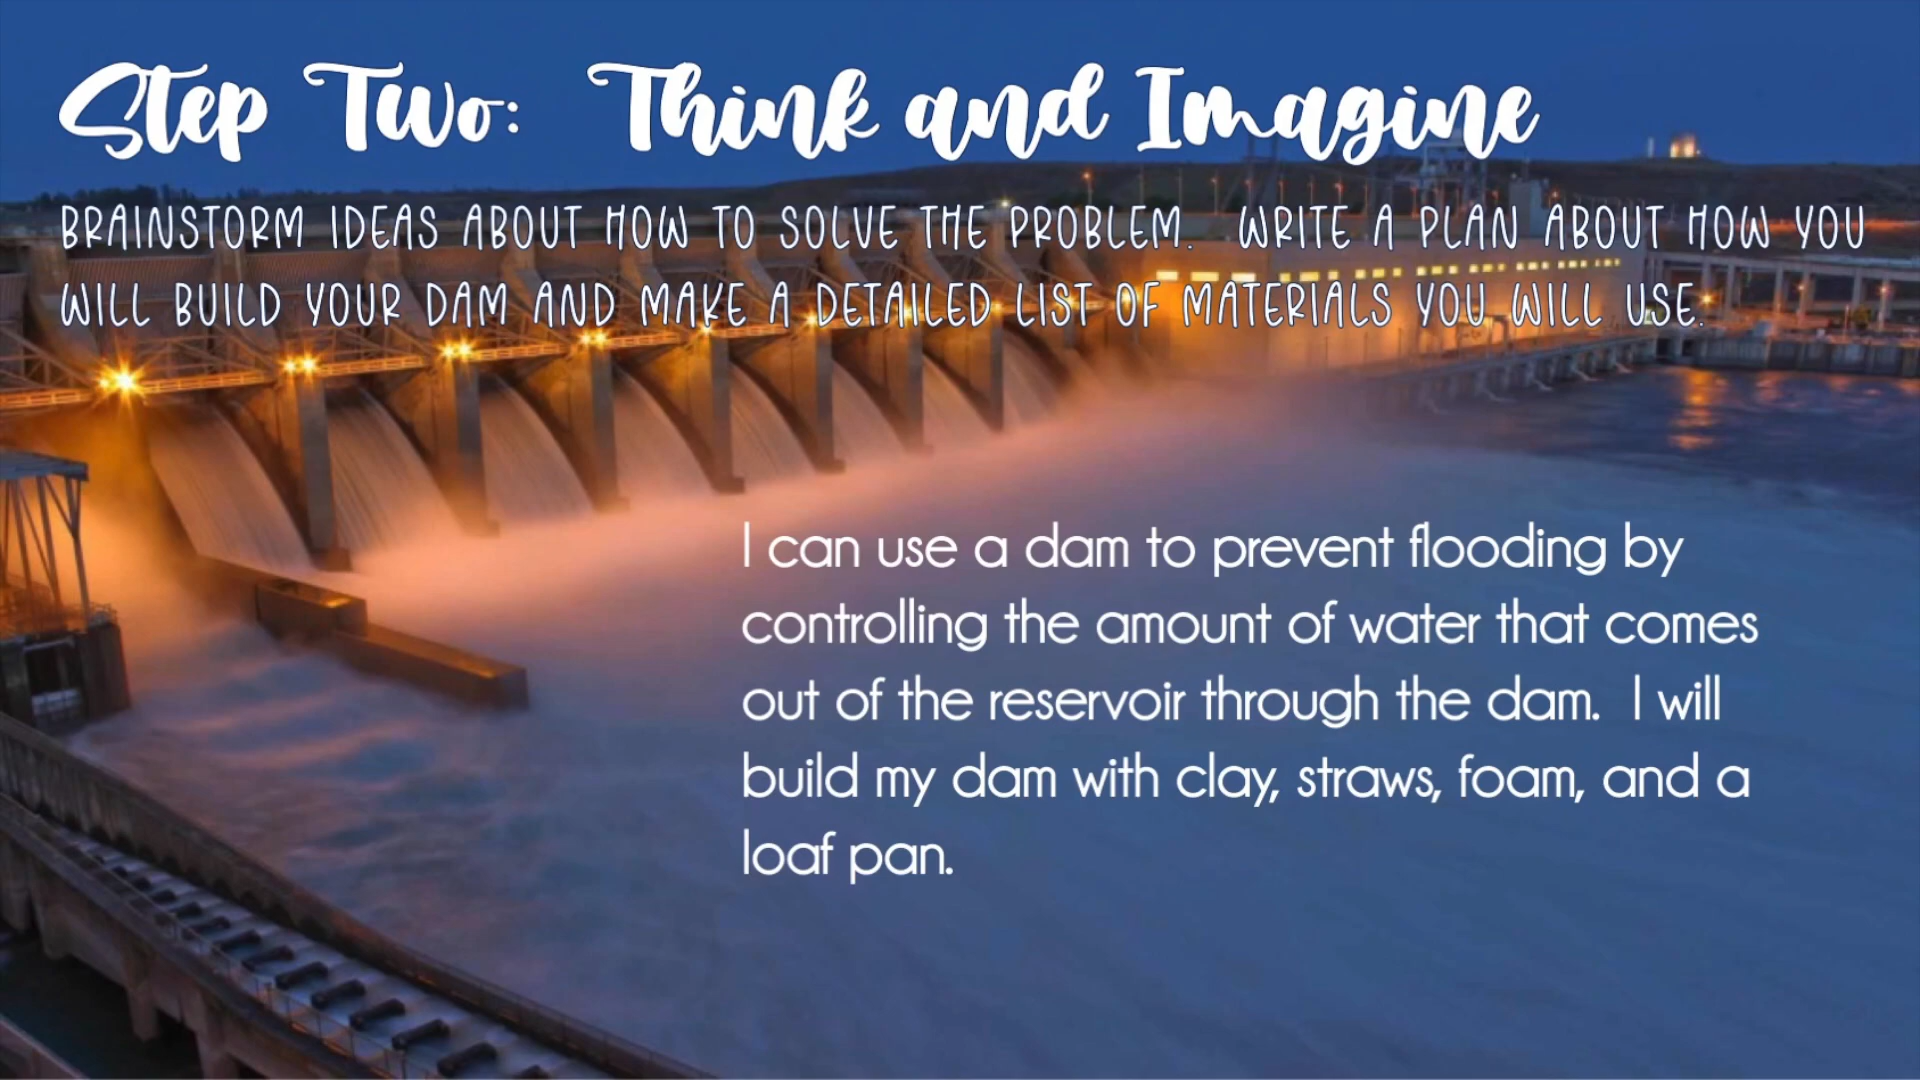 Step Two: Think and Imagine
BRAINSTORM IDEAS ABOUT HOW TO SOLVE THE PROBLEM. WRITE A PLAN ABOUT HOW YOU
WILL BUILD YOUR DAM AND MAKE A DETAILED LIST OF MATERIALS YOU WILL USE.
I can use a dam to prevent flooding by
controlling the amount of water that comes
out of the reservoir through the dam. I will
build my dam with clay, straws, foam, and a
loaf pan.